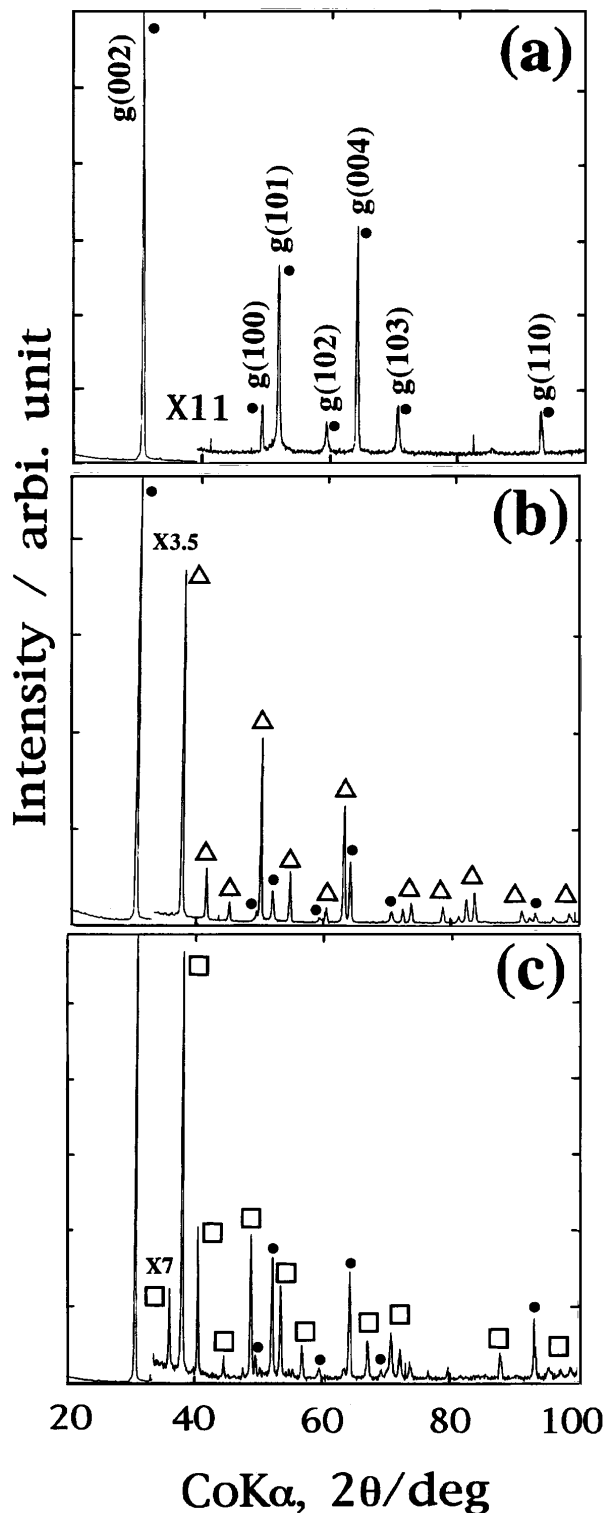 Intensity / arbi. unit
(a)
g(002)
g(100)
g(101)
g(102)
g(004)
g(103)
g(110)
X11
(b)
X3.5
(c)
X7
20 40 60 80 100
CoKα, 2θ/deg